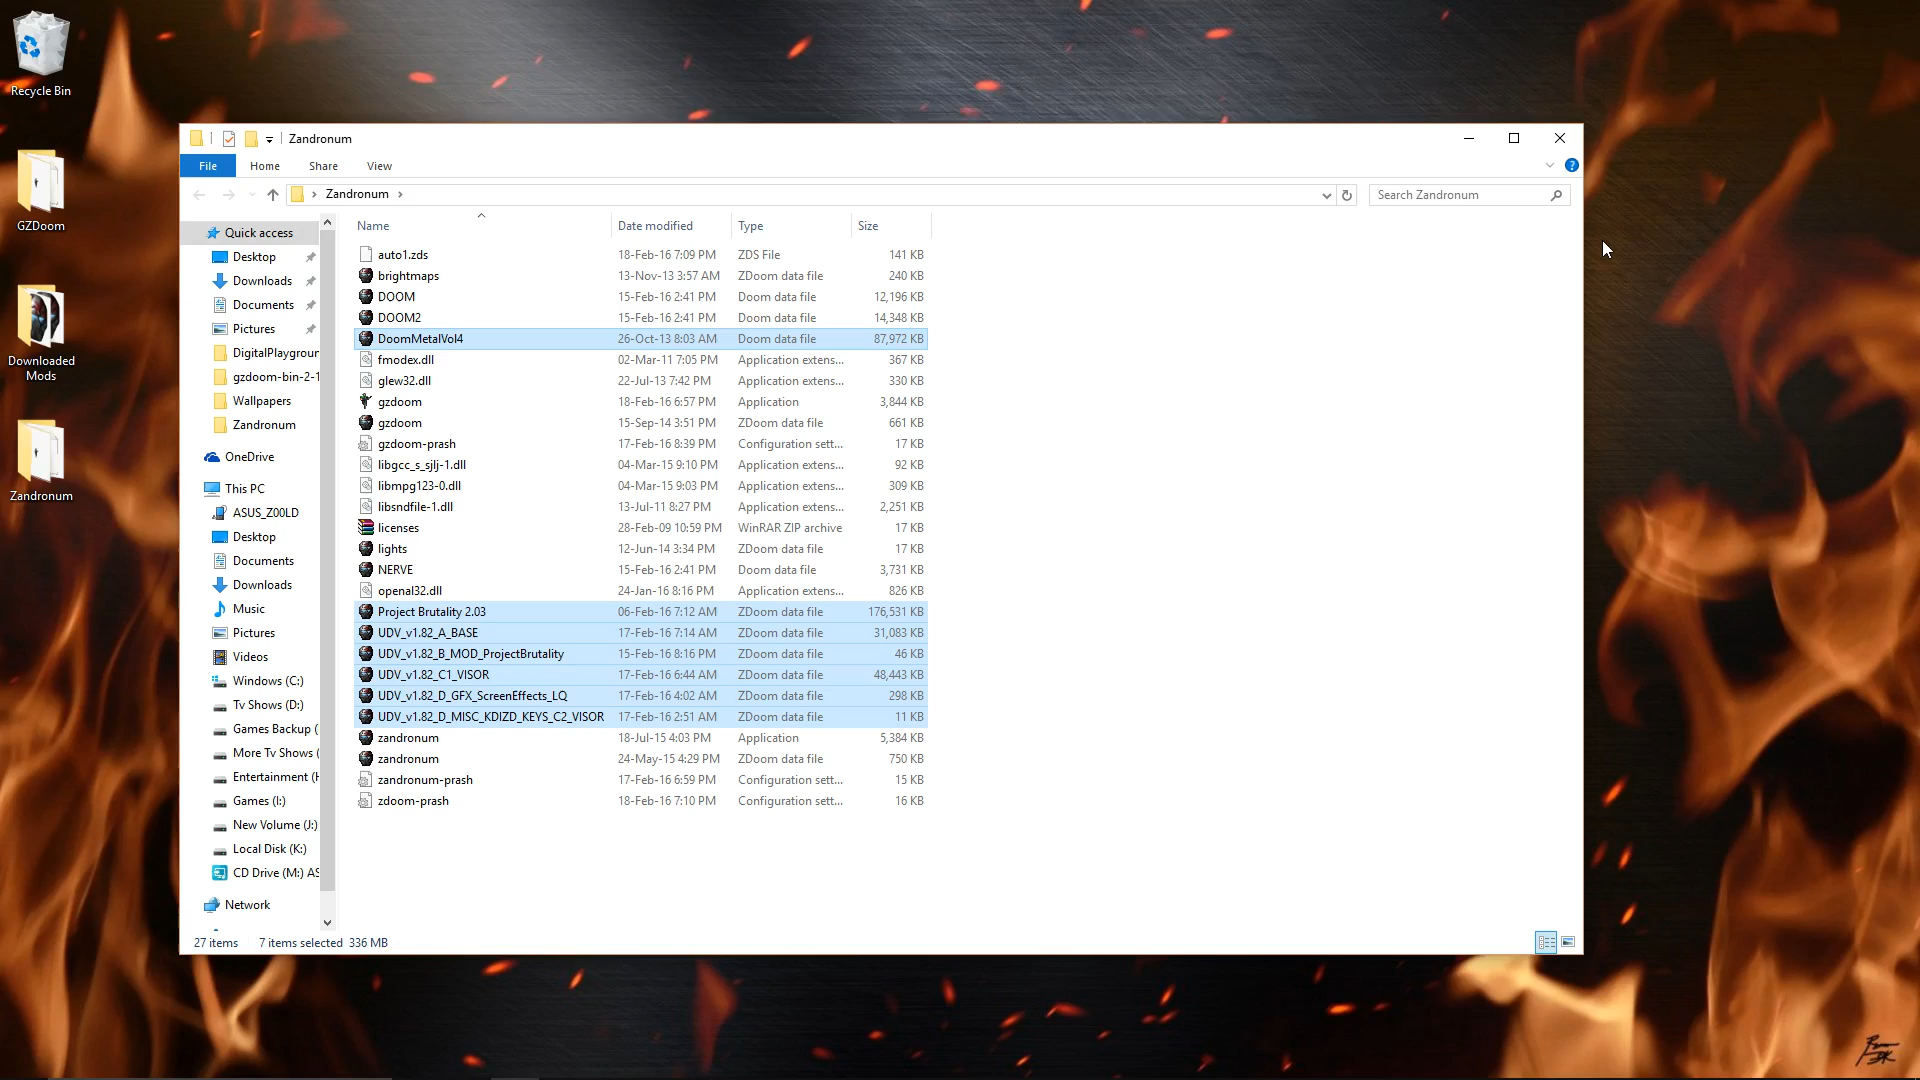 Recycle Bin
GZDoom
Downloaded
Mods
Zandronum
Zandronum
File Home Share View
Zandronum
Search Zandronum
Quick access
Desktop
Downloads
Documents
Pictures
DigitalPlaygroun
gzdoom-bin-2-1
Wallpapers
Zandronum
OneDrive
This PC
ASUS_Z00LD
Desktop
Documents
Downloads
Music
Pictures
Videos
Windows (C:)
Tv Shows (D:)
Games Backup (
More Tv Shows (
Entertainment (H
Games (I:)
New Volume (J:)
Local Disk (K:)
CD Drive (M:) AS
Network
Name Date modified Type Size
auto1.zds 18-Feb-16 7:09 PM ZDS File 141 KB
brightmaps 13-Nov-13 3:57 AM ZDoom data file 240 KB
DOOM 15-Feb-16 2:41 PM Doom data file 12,196 KB
DOOM2 15-Feb-16 2:41 PM Doom data file 14,348 KB
DoomMetalVol4 26-Oct-13 8:03 AM Doom data file 87,972 KB
fmodex.dll 02-Mar-11 7:05 PM Application extens... 367 KB
glew32.dll 22-Jul-13 7:42 PM Application extens... 330 KB
gzdoom 18-Feb-16 6:57 PM Application 3,844 KB
gzdoom 15-Sep-14 3:51 PM ZDoom data file 661 KB
gzdoom-prash 17-Feb-16 8:39 PM Configuration sett... 17 KB
libgcc_s_sjlj-1.dll 04-Mar-15 9:10 PM Application extens... 92 KB
libmpg123-0.dll 04-Mar-15 9:03 PM Application extens... 309 KB
libsndfile-1.dll 13-Jul-11 8:27 PM Application extens... 2,251 KB
licenses 28-Feb-09 10:59 PM WinRAR ZIP archive 17 KB
lights 12-Jun-14 3:34 PM ZDoom data file 17 KB
NERVE 15-Feb-16 2:41 PM Doom data file 3,731 KB
openal32.dll 24-Jan-16 8:16 PM Application extens... 826 KB
Project Brutality 2.03 06-Feb-16 7:12 AM ZDoom data file 176,531 KB
UDV_v1.82_A_BASE 17-Feb-16 7:14 AM ZDoom data file 31,083 KB
UDV_v1.82_B_MOD_ProjectBrutality 15-Feb-16 8:16 PM ZDoom data file 46 KB
UDV_v1.82_C1_VISOR 17-Feb-16 6:44 AM ZDoom data file 48,443 KB
UDV_v1.82_D_GFX_ScreenEffects_LQ 17-Feb-16 4:02 AM ZDoom data file 298 KB
UDV_v1.82_D_MISC_KDIZD_KEYS_C2_VISOR 17-Feb-16 2:51 AM ZDoom data file 11 KB
zandronum 18-Jul-15 4:03 PM Application 5,384 KB
zandronum 24-May-15 4:29 PM ZDoom data file 750 KB
zandronum-prash 17-Feb-16 6:59 PM Configuration sett... 15 KB
zdoom-prash 18-Feb-16 7:10 PM Configuration sett... 16 KB
27 items 7 items selected 336 MB